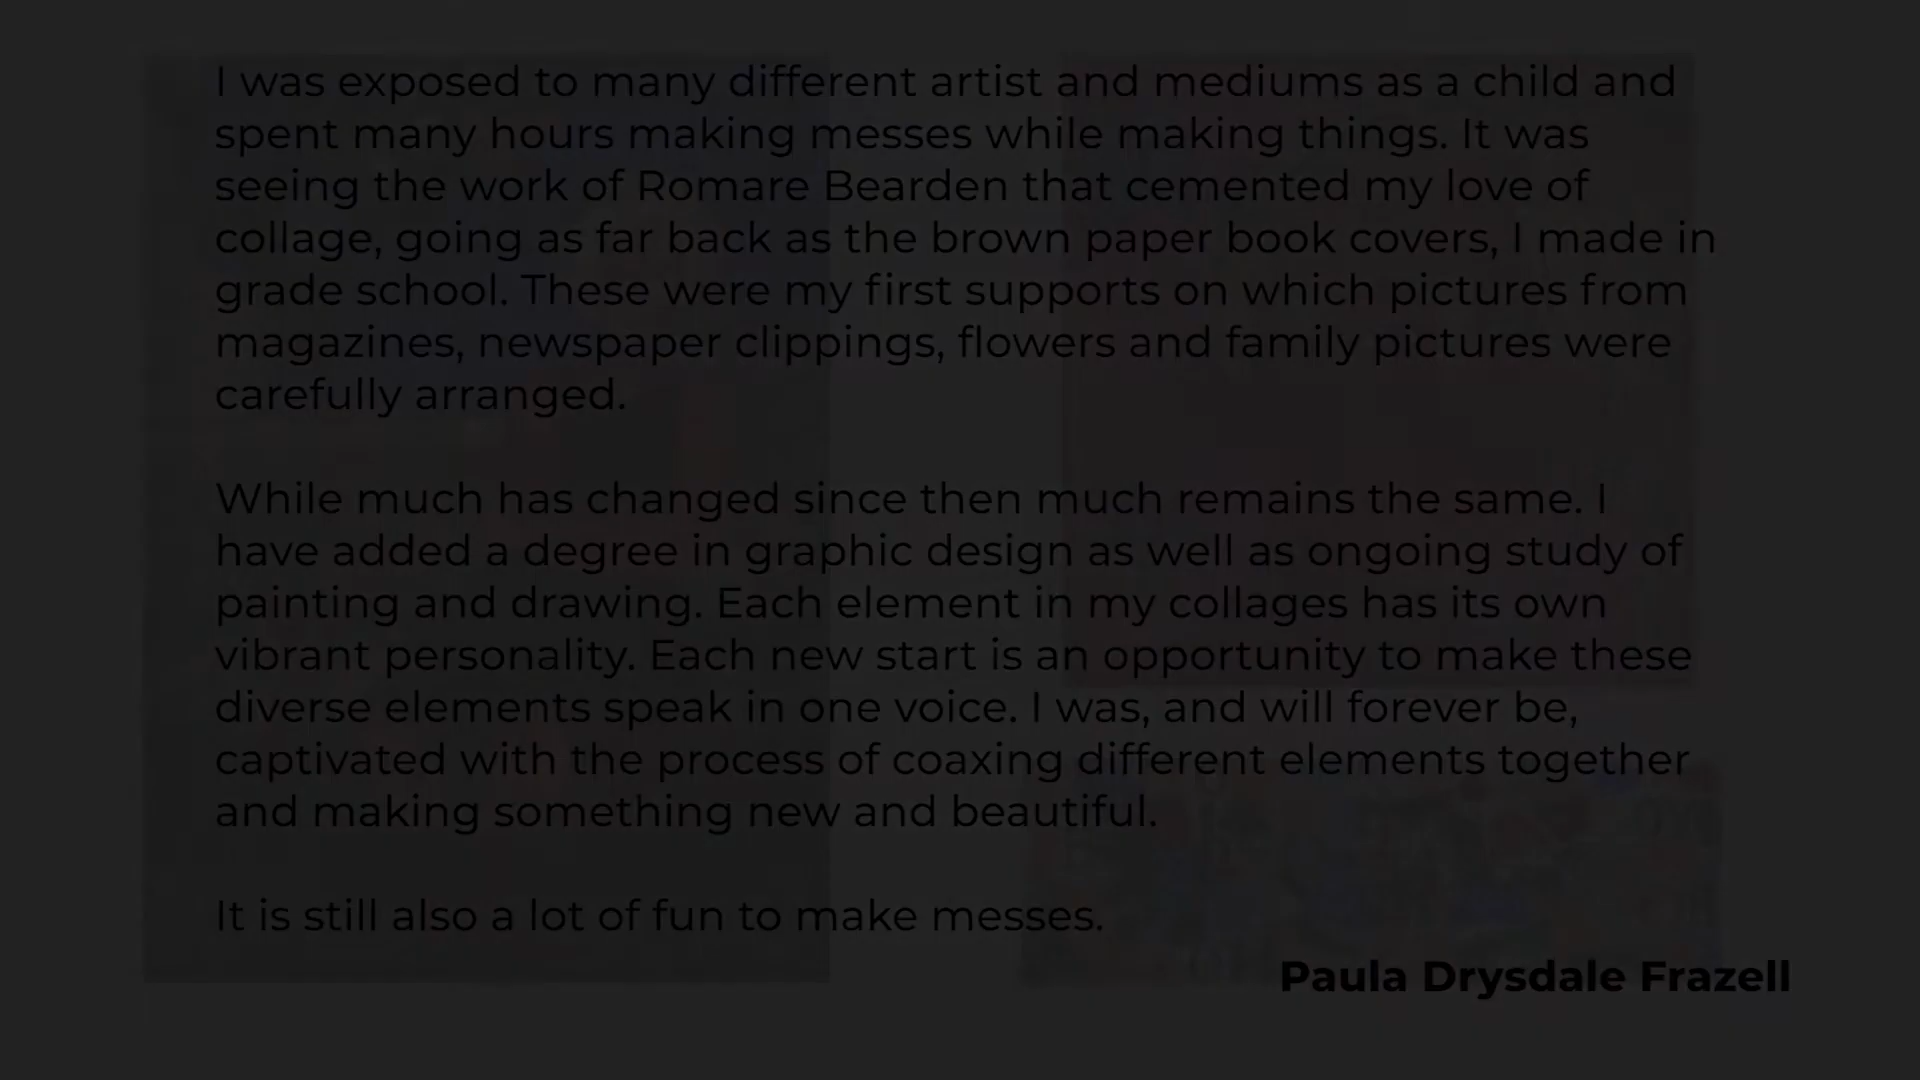 I was exposed to many different artist and mediums as a child and
spent many hours making messes while making things. It was
seeing the work of Romare Bearden that cemented my love of
collage, going as far back as the brown paper book covers, I made in
grade school. These were my first supports on which pictures from
magazines, newspaper clippings, flowers and family pictures were
carefully arranged.
While much has changed since then much remains the same. I
have added a degree in graphic design as well as ongoing study of
painting and drawing. Each element in my collages has its own
vibrant personality. Each new start is an opportunity to make these
diverse elements speak in one voice. I was, and will forever be,
captivated with the process of coaxing different elements together
and making something new and beautiful.
It is still also a lot of fun to make messes.
Paula Drysdale Frazell